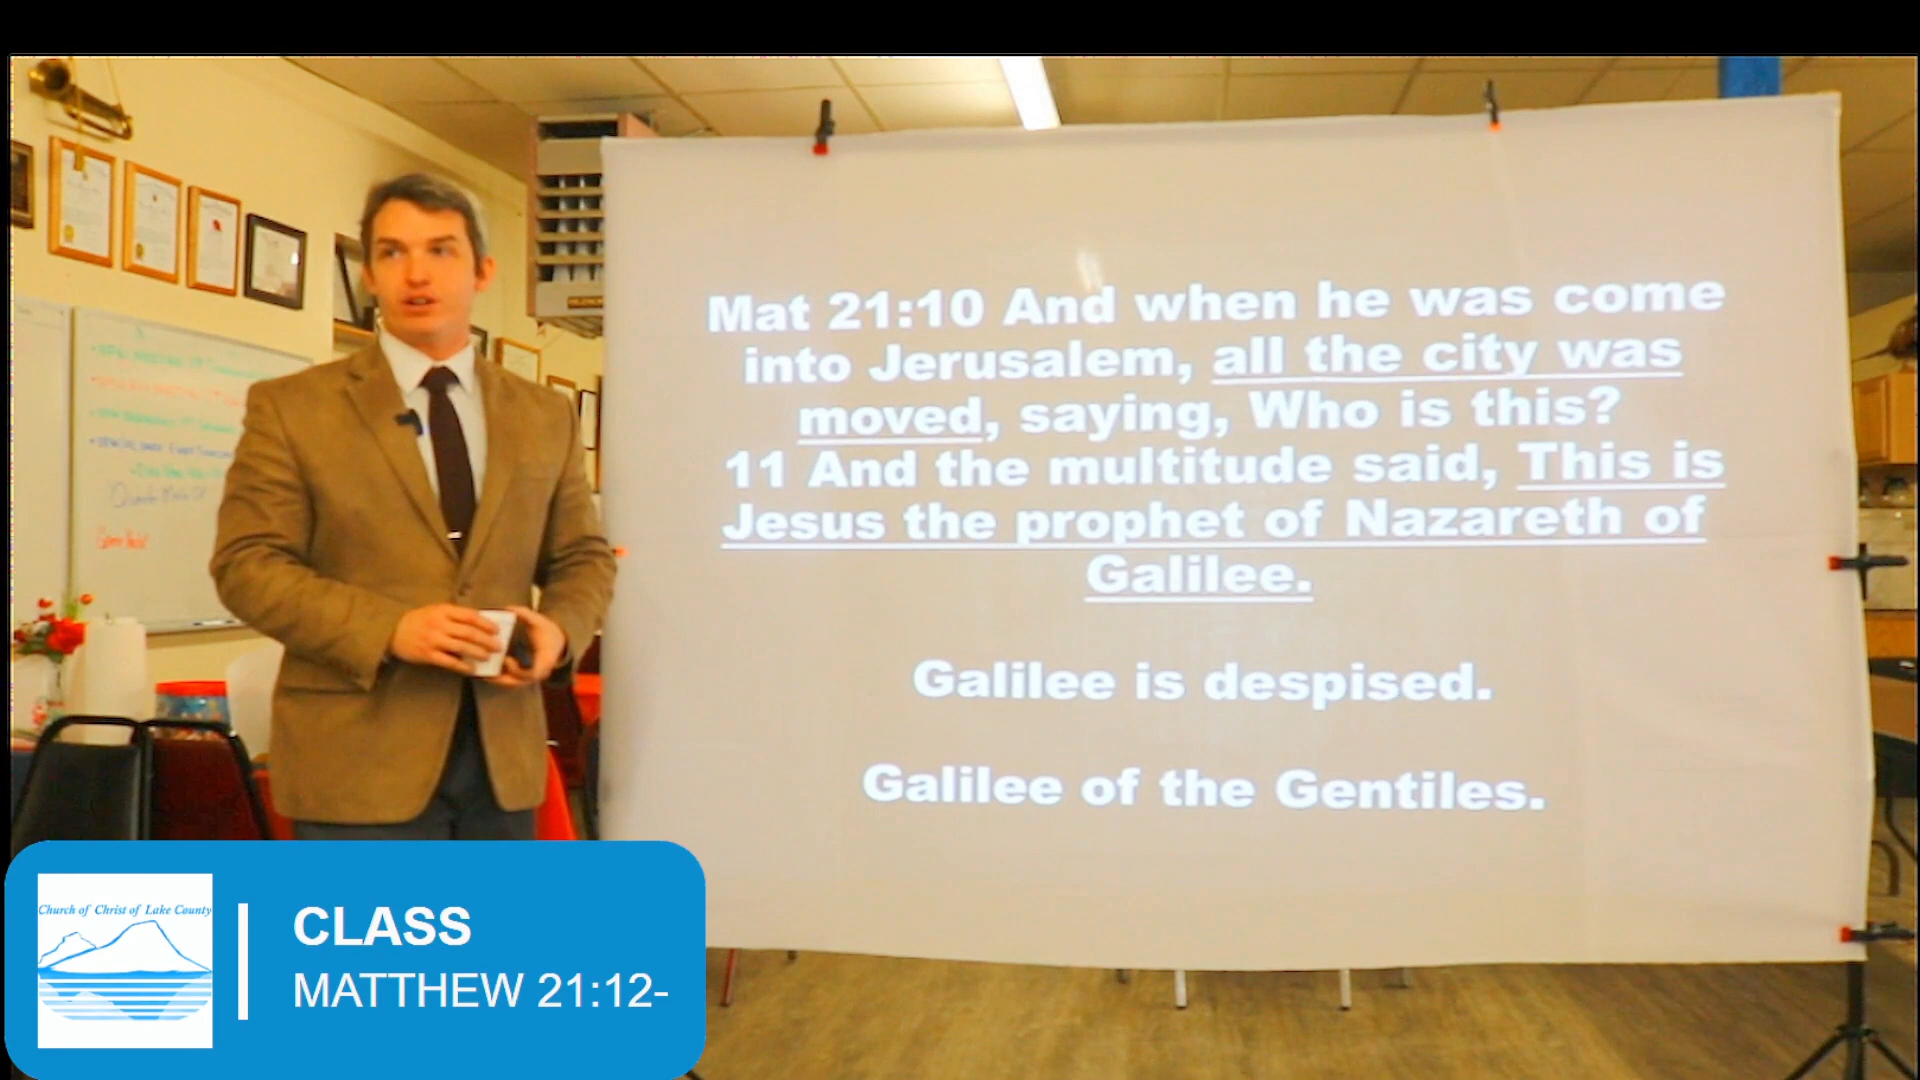 Mat 21:10 And when he was come
into Jerusalem, all the city was
moved, saying, Who is this?
11 And the multitude said, This is
Jesus the prophet of Nazareth of
Galilee.
Galilee is despised.
Galilee of the Gentiles.
Church of Christ of Lake County
CLASS
MATTHEW 21:12-